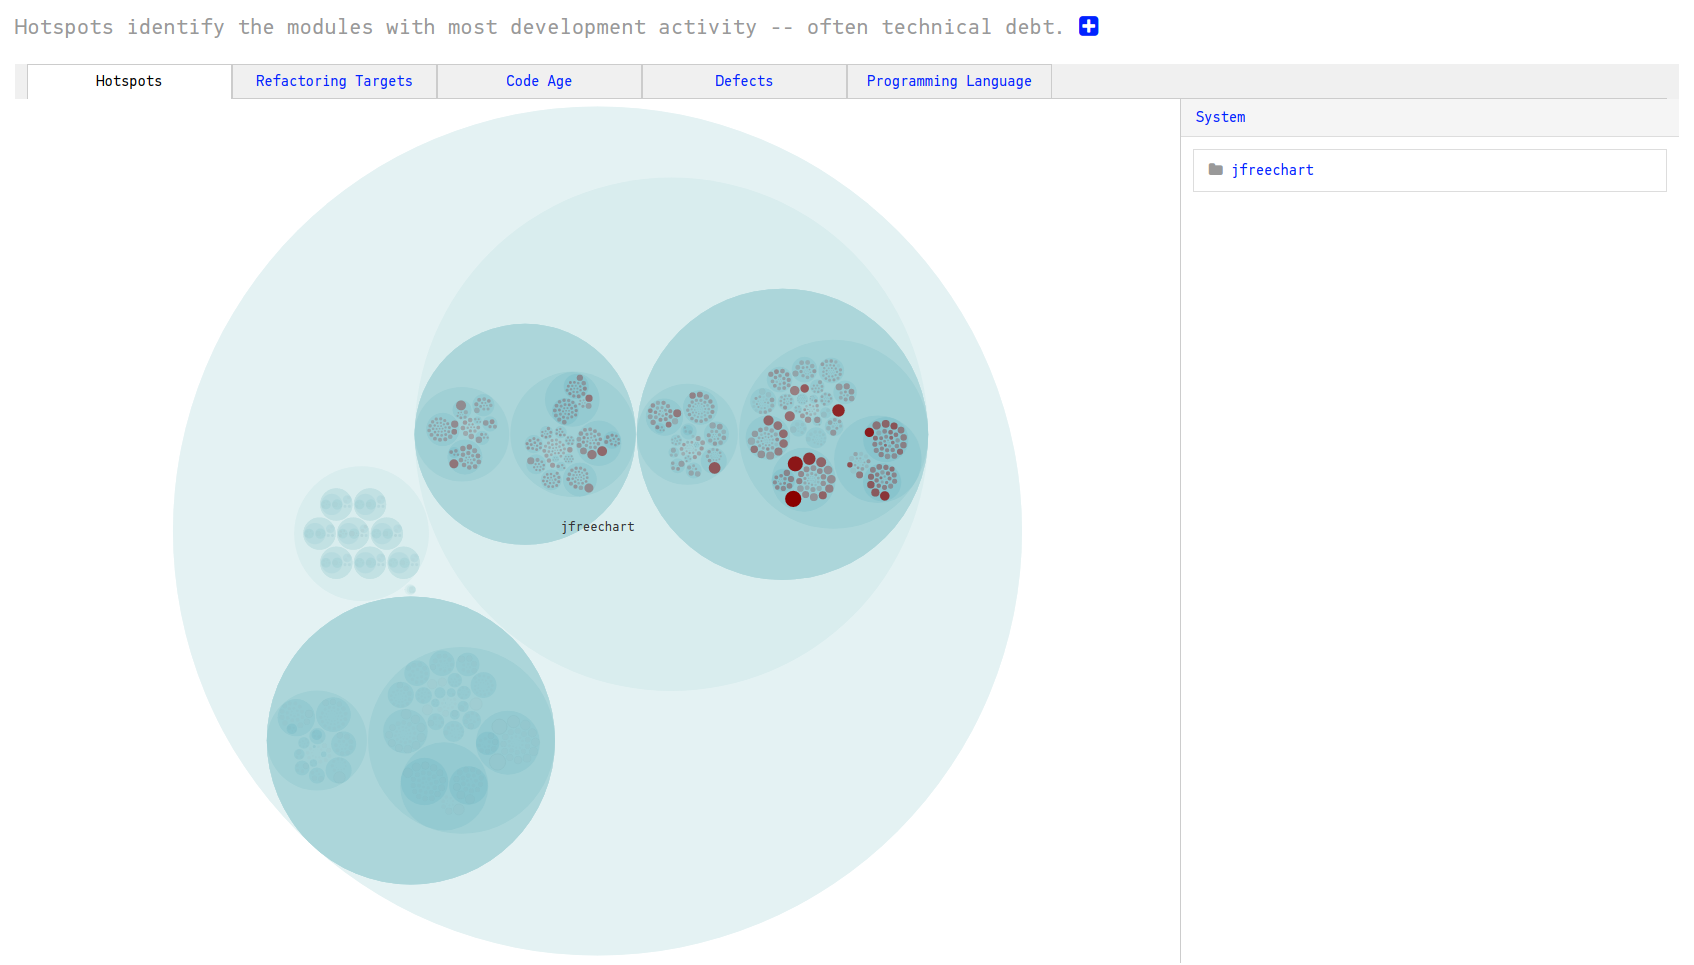 Hotspots identify the modules with most development activity -- often technical debt.
Hotspots
Refactoring Targets
Code Age
Defects
Programming Language
System
jfreechart
jfreechart